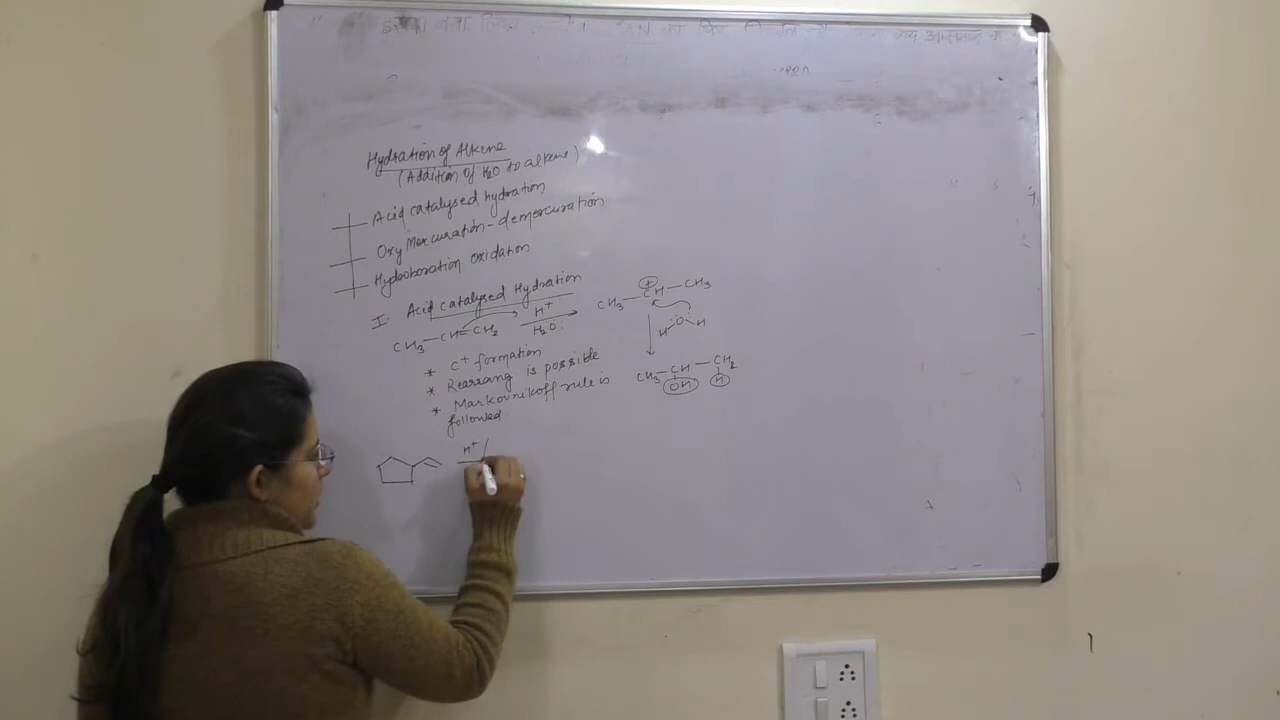 Hydration of Alkene
(Addition of H₂O to alkene)
Acid catalysed hydration
Oxy Mercuration-demercuration
Hydroboration oxidation
I. Acid catalysed Hydration
CH₃—CH=CH₂ H⁺ H₂O: CH₃—CH—CH₃
⊕
H O H
* C⁺ formation
* Rearrang is possible
* Markovnikoff rule is
followed.
CH₃—CH—CH₂
OH H
H⁺/